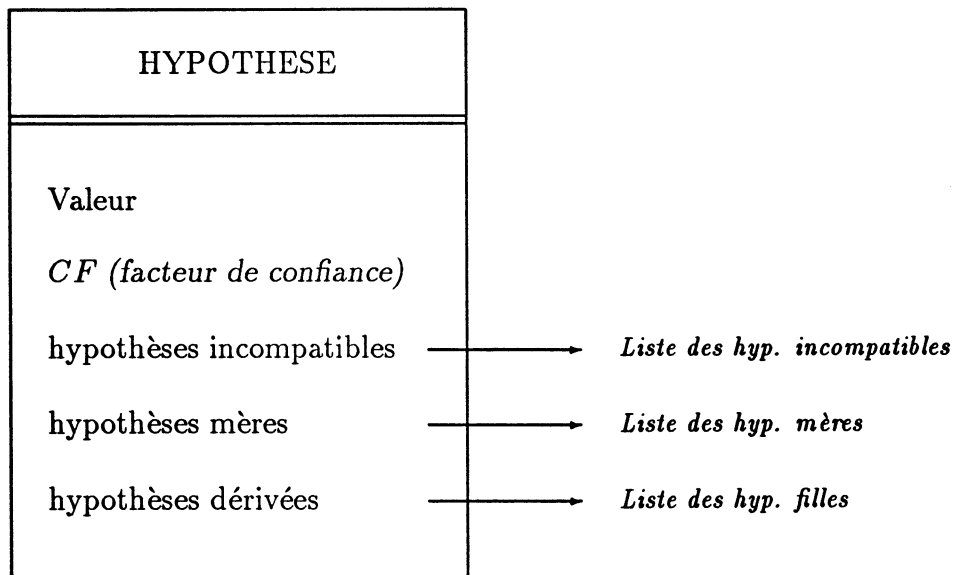 HYPOTHESE
Valeur
CF (facteur de confiance)
hypothèses incompatibles Liste des hyp. incompatibles
hypothèses mères Liste des hyp. mères
hypothèses dérivées Liste des hyp. filles